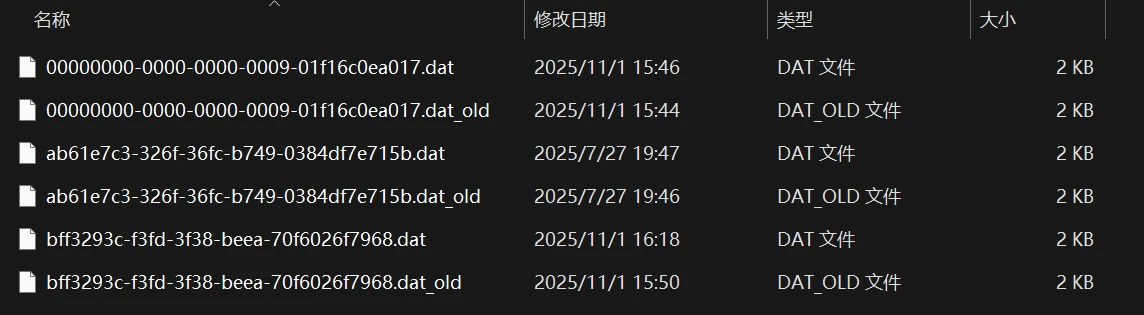 名称 修改日期 类型 大小
00000000-0000-0000-0009-01f16c0ea017.dat 2025/11/1 15:46 DAT 文件 2 KB
00000000-0000-0000-0009-01f16c0ea017.dat_old 2025/11/1 15:44 DAT_OLD 文件 2 KB
ab61e7c3-326f-36fc-b749-0384df7e715b.dat 2025/7/27 19:47 DAT 文件 2 KB
ab61e7c3-326f-36fc-b749-0384df7e715b.dat_old 2025/7/27 19:46 DAT_OLD 文件 2 KB
bff3293c-f3fd-3f38-beea-70f6026f7968.dat 2025/11/1 16:18 DAT 文件 2 KB
bff3293c-f3fd-3f38-beea-70f6026f7968.dat_old 2025/11/1 15:50 DAT_OLD 文件 2 KB